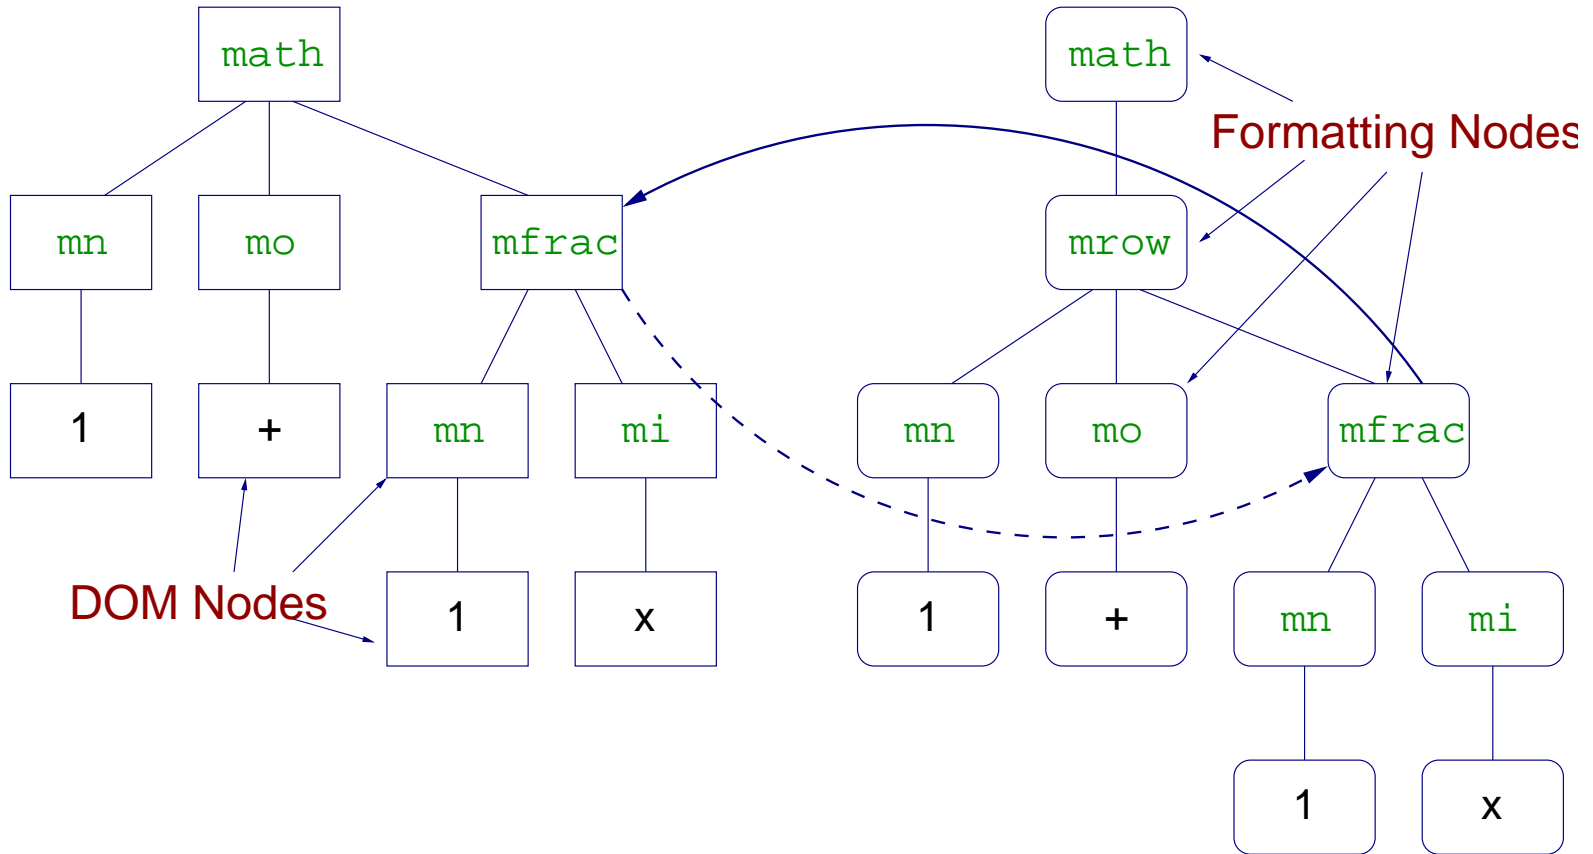 math
math
Formatting Nodes
mn
mo
mfrac
mrow
1
+
mn
mi
mn
mo
mfrac
DOM Nodes
1
x
1
+
mn
mi
1
x